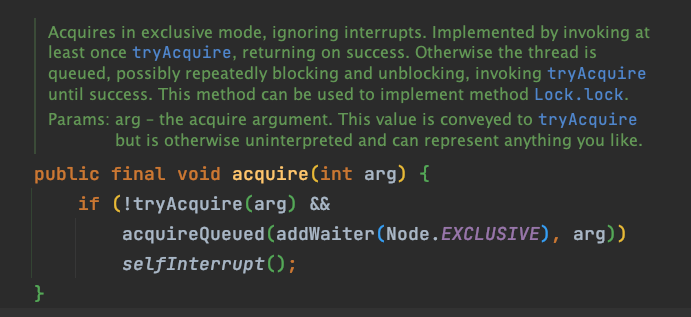 Acquires in exclusive mode, ignoring interrupts. Implemented by invoking at
least once tryAcquire, returning on success. Otherwise the thread is
queued, possibly repeatedly blocking and unblocking, invoking tryAcquire
until success. This method can be used to implement method Lock.lock.
Params: arg – the acquire argument. This value is conveyed to tryAcquire
but is otherwise uninterpreted and can represent anything you like.
public final void acquire(int arg) {
if (!tryAcquire(arg) &&
acquireQueued(addWaiter(Node.EXCLUSIVE), arg))
selfInterrupt();
}